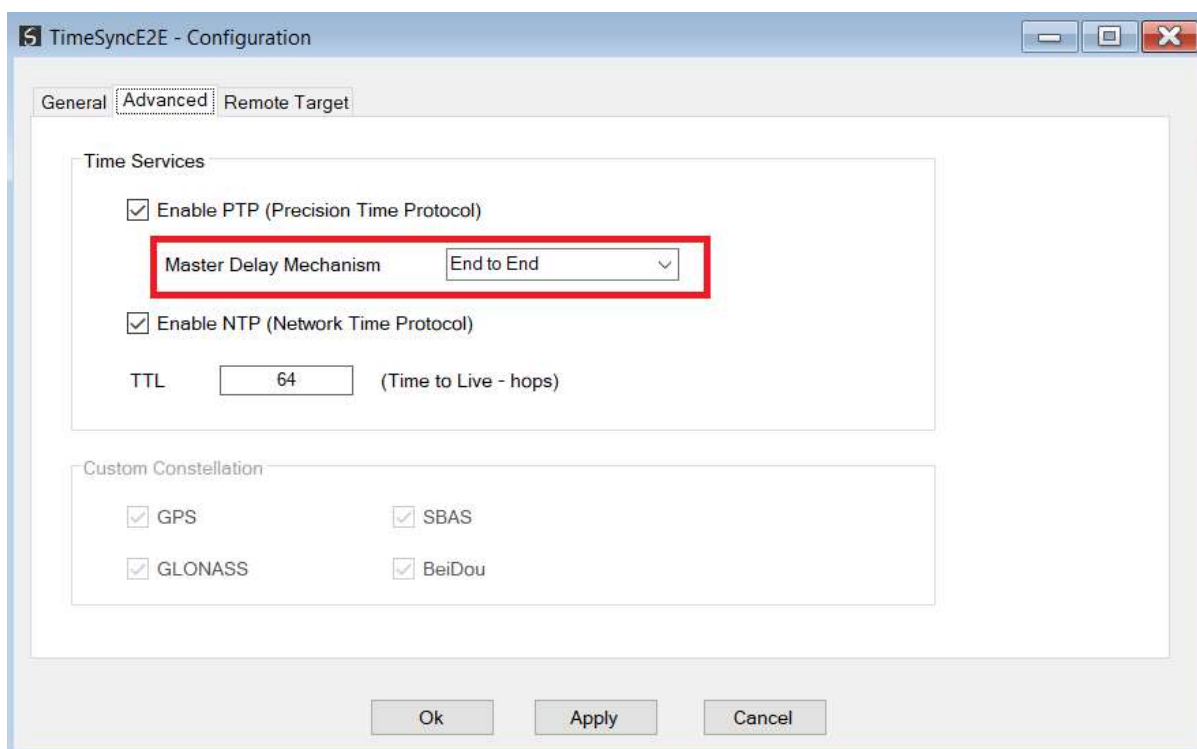 TimeSyncE2E - Configuration
General Advanced Remote Target
Time Services
Enable PTP (Precision Time Protocol)
Master Delay Mechanism End to End
Enable NTP (Network Time Protocol)
TTL 64 (Time to Live - hops)
Custom Constellation
GPS SBAS
GLONASS BeiDou
Ok Apply Cancel